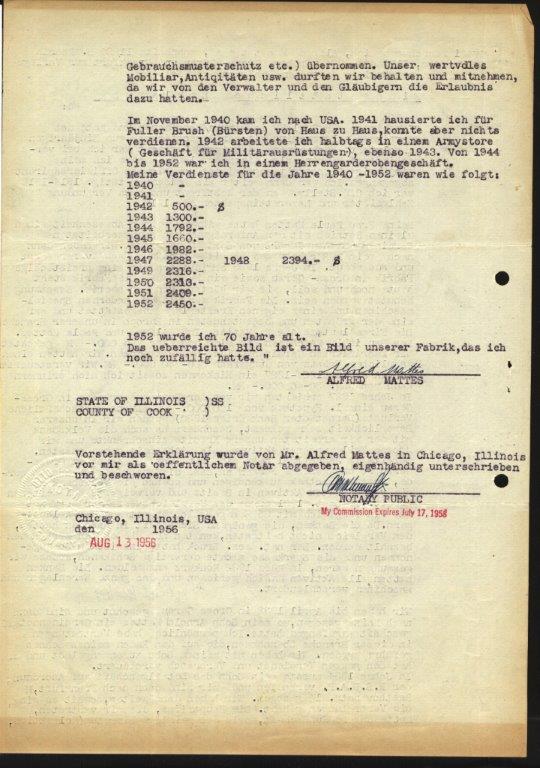 Gebrauchsmusterschutz etc.) übernommen. Unser wertvolles
Mobiliar,Antiqitäten usw. durften wir behalten und mitnehmen,
da wir von den Verwalter und den Gläubigern die Erlaubnis
dazu hatten.
Im November 1940 kam ich nach USA. 1941 hausierte ich für
Fuller Brush (Bürsten) von Haus zu Haus,konnte aber nichts
verdienen. 1942 arbeitete ich halbtags in einem Armystore
( Geschäft für Militärausrüstungen), ebenso 1943. Von 1944
bis 1952 war ich in einem Herrengarderobengeschäft.
Meine Verdienste für die Jahre 1940 -1952 waren wie folgt:
1940 -
1941 -
1942 500.- $
1943 1300.-
1944 1792.-
1945 1660.-
1946 1982.-
1947 2288.- 1948 2394.- $
1949 2316.-
1950 2313.-
1951 2409.-
1952 2450.-
1952 wurde ich 70 Jahre alt.
Das ueberreichte Bild ist ein Bild unserer Fabrik,das ich
noch zufällig hatte. "
Alfred Mattes
ALFRED MATTES
STATE OF ILLINOIS )SS
COUNTY OF COOK )
Vorstehende Erklärung wurde von Mr. Alfred Mattes in Chicago, Illinois
vor mir als oeffentlichem Notar abgegeben, eigenhändig unterschrieben
und beschworen.
NOTARY PUBLIC
My Commission Expires July 17, 1958
Chicago, Illinois, USA
den 1956
AUG 13 1956